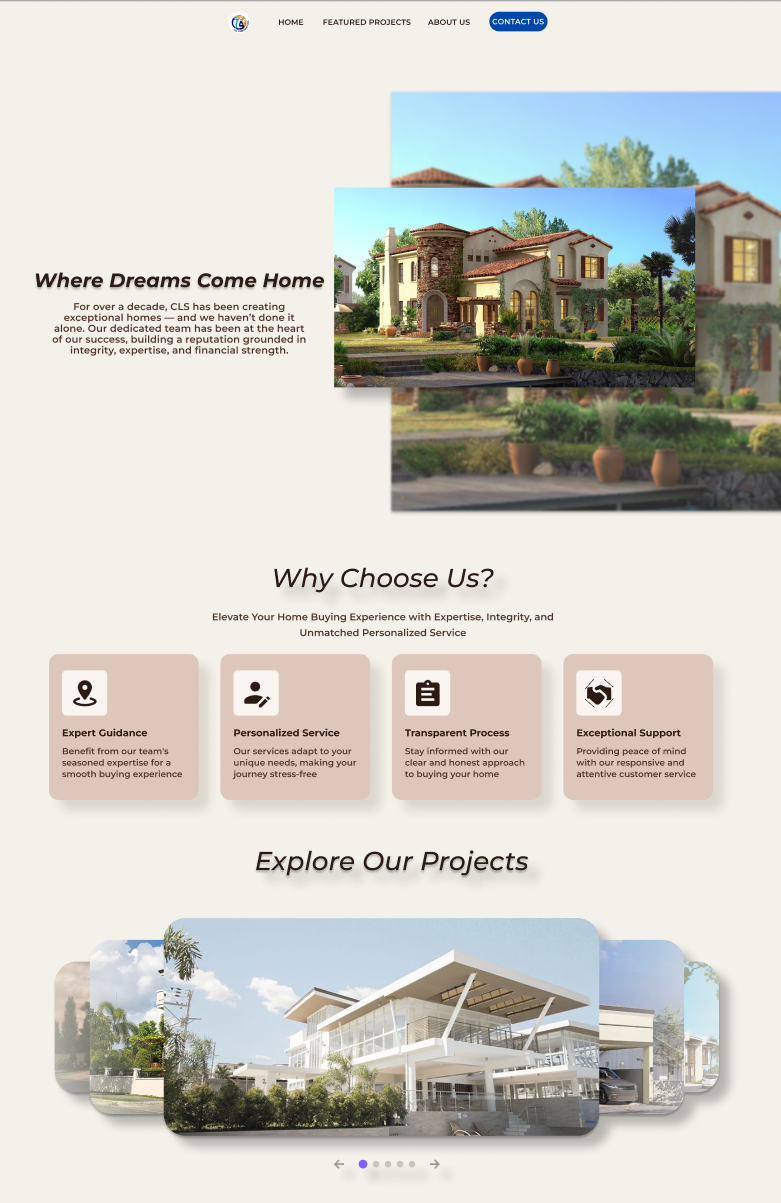 HOME FEATURED PROJECTS ABOUT US CONTACT US
Where Dreams Come Home
For over a decade, CLS has been creating
exceptional homes — and we haven't done it
alone. Our dedicated team has been at the heart
of our success, building a reputation grounded in
integrity, expertise, and financial strength.
Why Choose Us?
Elevate Your Home Buying Experience with Expertise, Integrity, and
Unmatched Personalized Service
Expert Guidance
Benefit from our team's
seasoned expertise for a
smooth buying experience
Personalized Service
Our services adapt to your
unique needs, making your
journey stress-free
Transparent Process
Stay informed with our
clear and honest approach
to buying your home
Exceptional Support
Providing peace of mind
with our responsive and
attentive customer service
Explore Our Projects